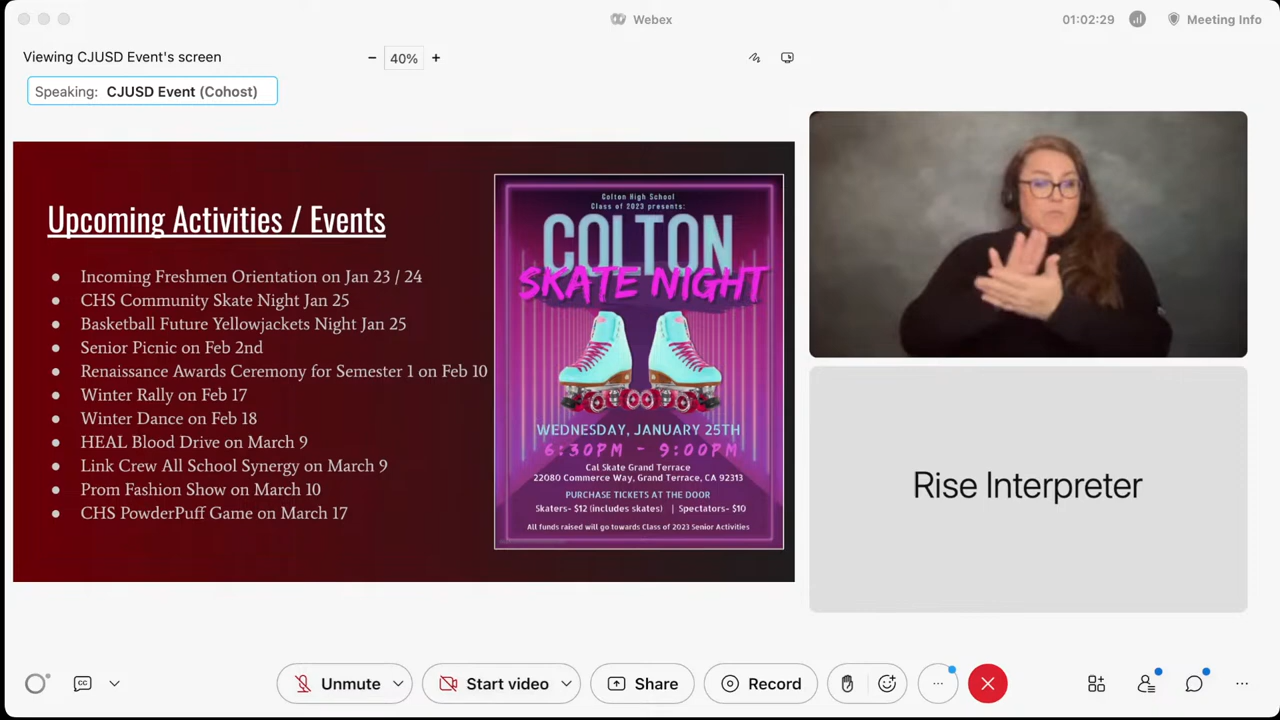 Webex
01:02:29
Meeting Info
Viewing CJUSD Event's screen
− 40% +
Speaking: CJUSD Event (Cohost)
Upcoming Activities / Events
● Incoming Freshmen Orientation on Jan 23 / 24
● CHS Community Skate Night Jan 25
● Basketball Future Yellowjackets Night Jan 25
● Senior Picnic on Feb 2nd
● Renaissance Awards Ceremony for Semester 1 on Feb 10
● Winter Rally on Feb 17
● Winter Dance on Feb 18
● HEAL Blood Drive on March 9
● Link Crew All School Synergy on March 9
● Prom Fashion Show on March 10
● CHS PowderPuff Game on March 17
Colton High School
Class of 2023 presents:
COLTON
SKATE NIGHT
WEDNESDAY, JANUARY 25TH
6:30PM - 9:00PM
Cal Skate Grand Terrace
22080 Commerce Way, Grand Terrace, CA 92313
PURCHASE TICKETS AT THE DOOR
Skaters- $12 (includes skates) | Spectators- $10
All funds raised will go towards Class of 2023 Senior Activities
Rise Interpreter
CC
Unmute
Start video
Share
Record